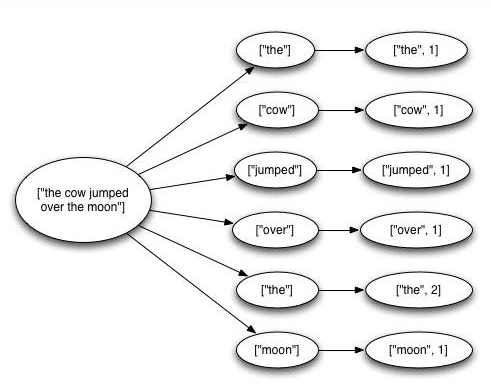 ["the"]
["the", 1]
["cow"]
["cow", 1]
["jumped"]
["jumped", 1]
["the cow jumped
over the moon"]
["over"]
["over", 1]
["the"]
["the", 2]
["moon"]
["moon", 1]